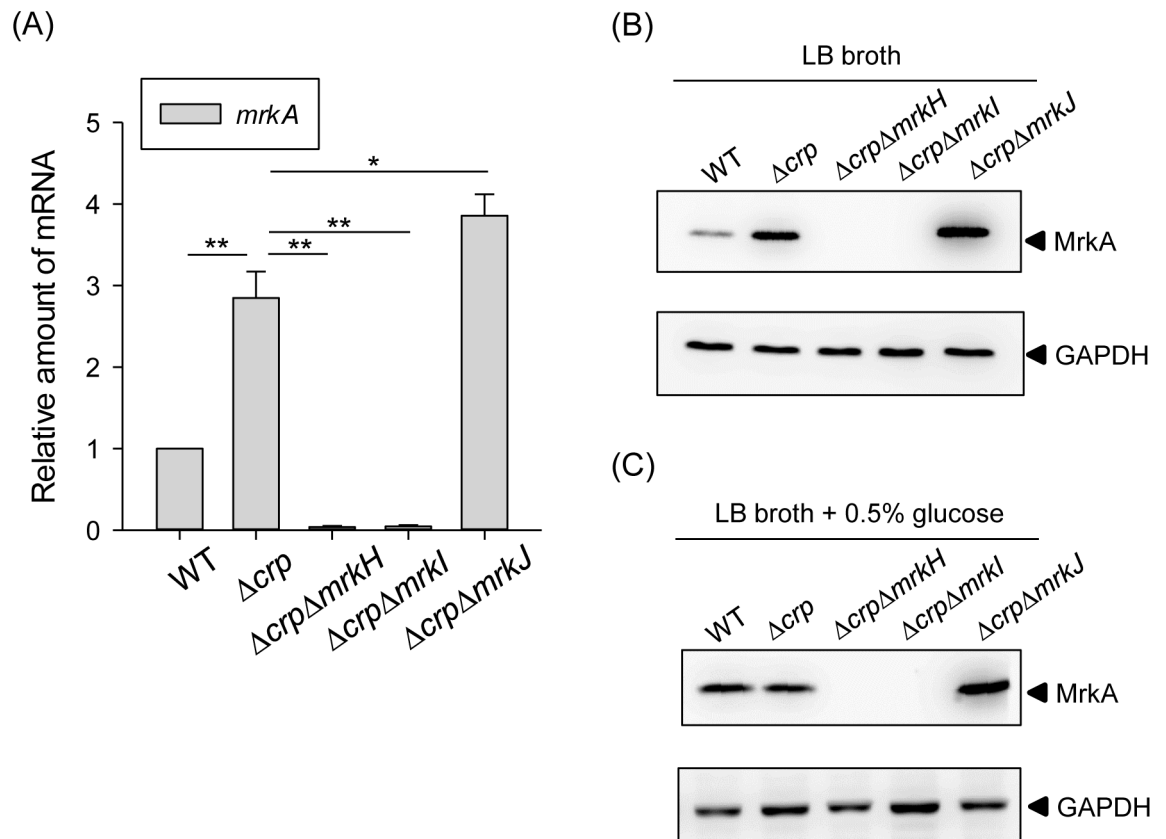 (A)
mrkA
Relative amount of mRNA
5
4
3
2
1
0
*
**
**
**
WT
Δcrp
ΔcrpΔmrkH
ΔcrpΔmrkI
ΔcrpΔmrkJ
(B)
LB broth
WT
Δcrp
ΔcrpΔmrkH
ΔcrpΔmrkI
ΔcrpΔmrkJ
MrkA
GAPDH
(C)
LB broth + 0.5% glucose
WT
Δcrp
ΔcrpΔmrkH
ΔcrpΔmrkI
ΔcrpΔmrkJ
MrkA
GAPDH